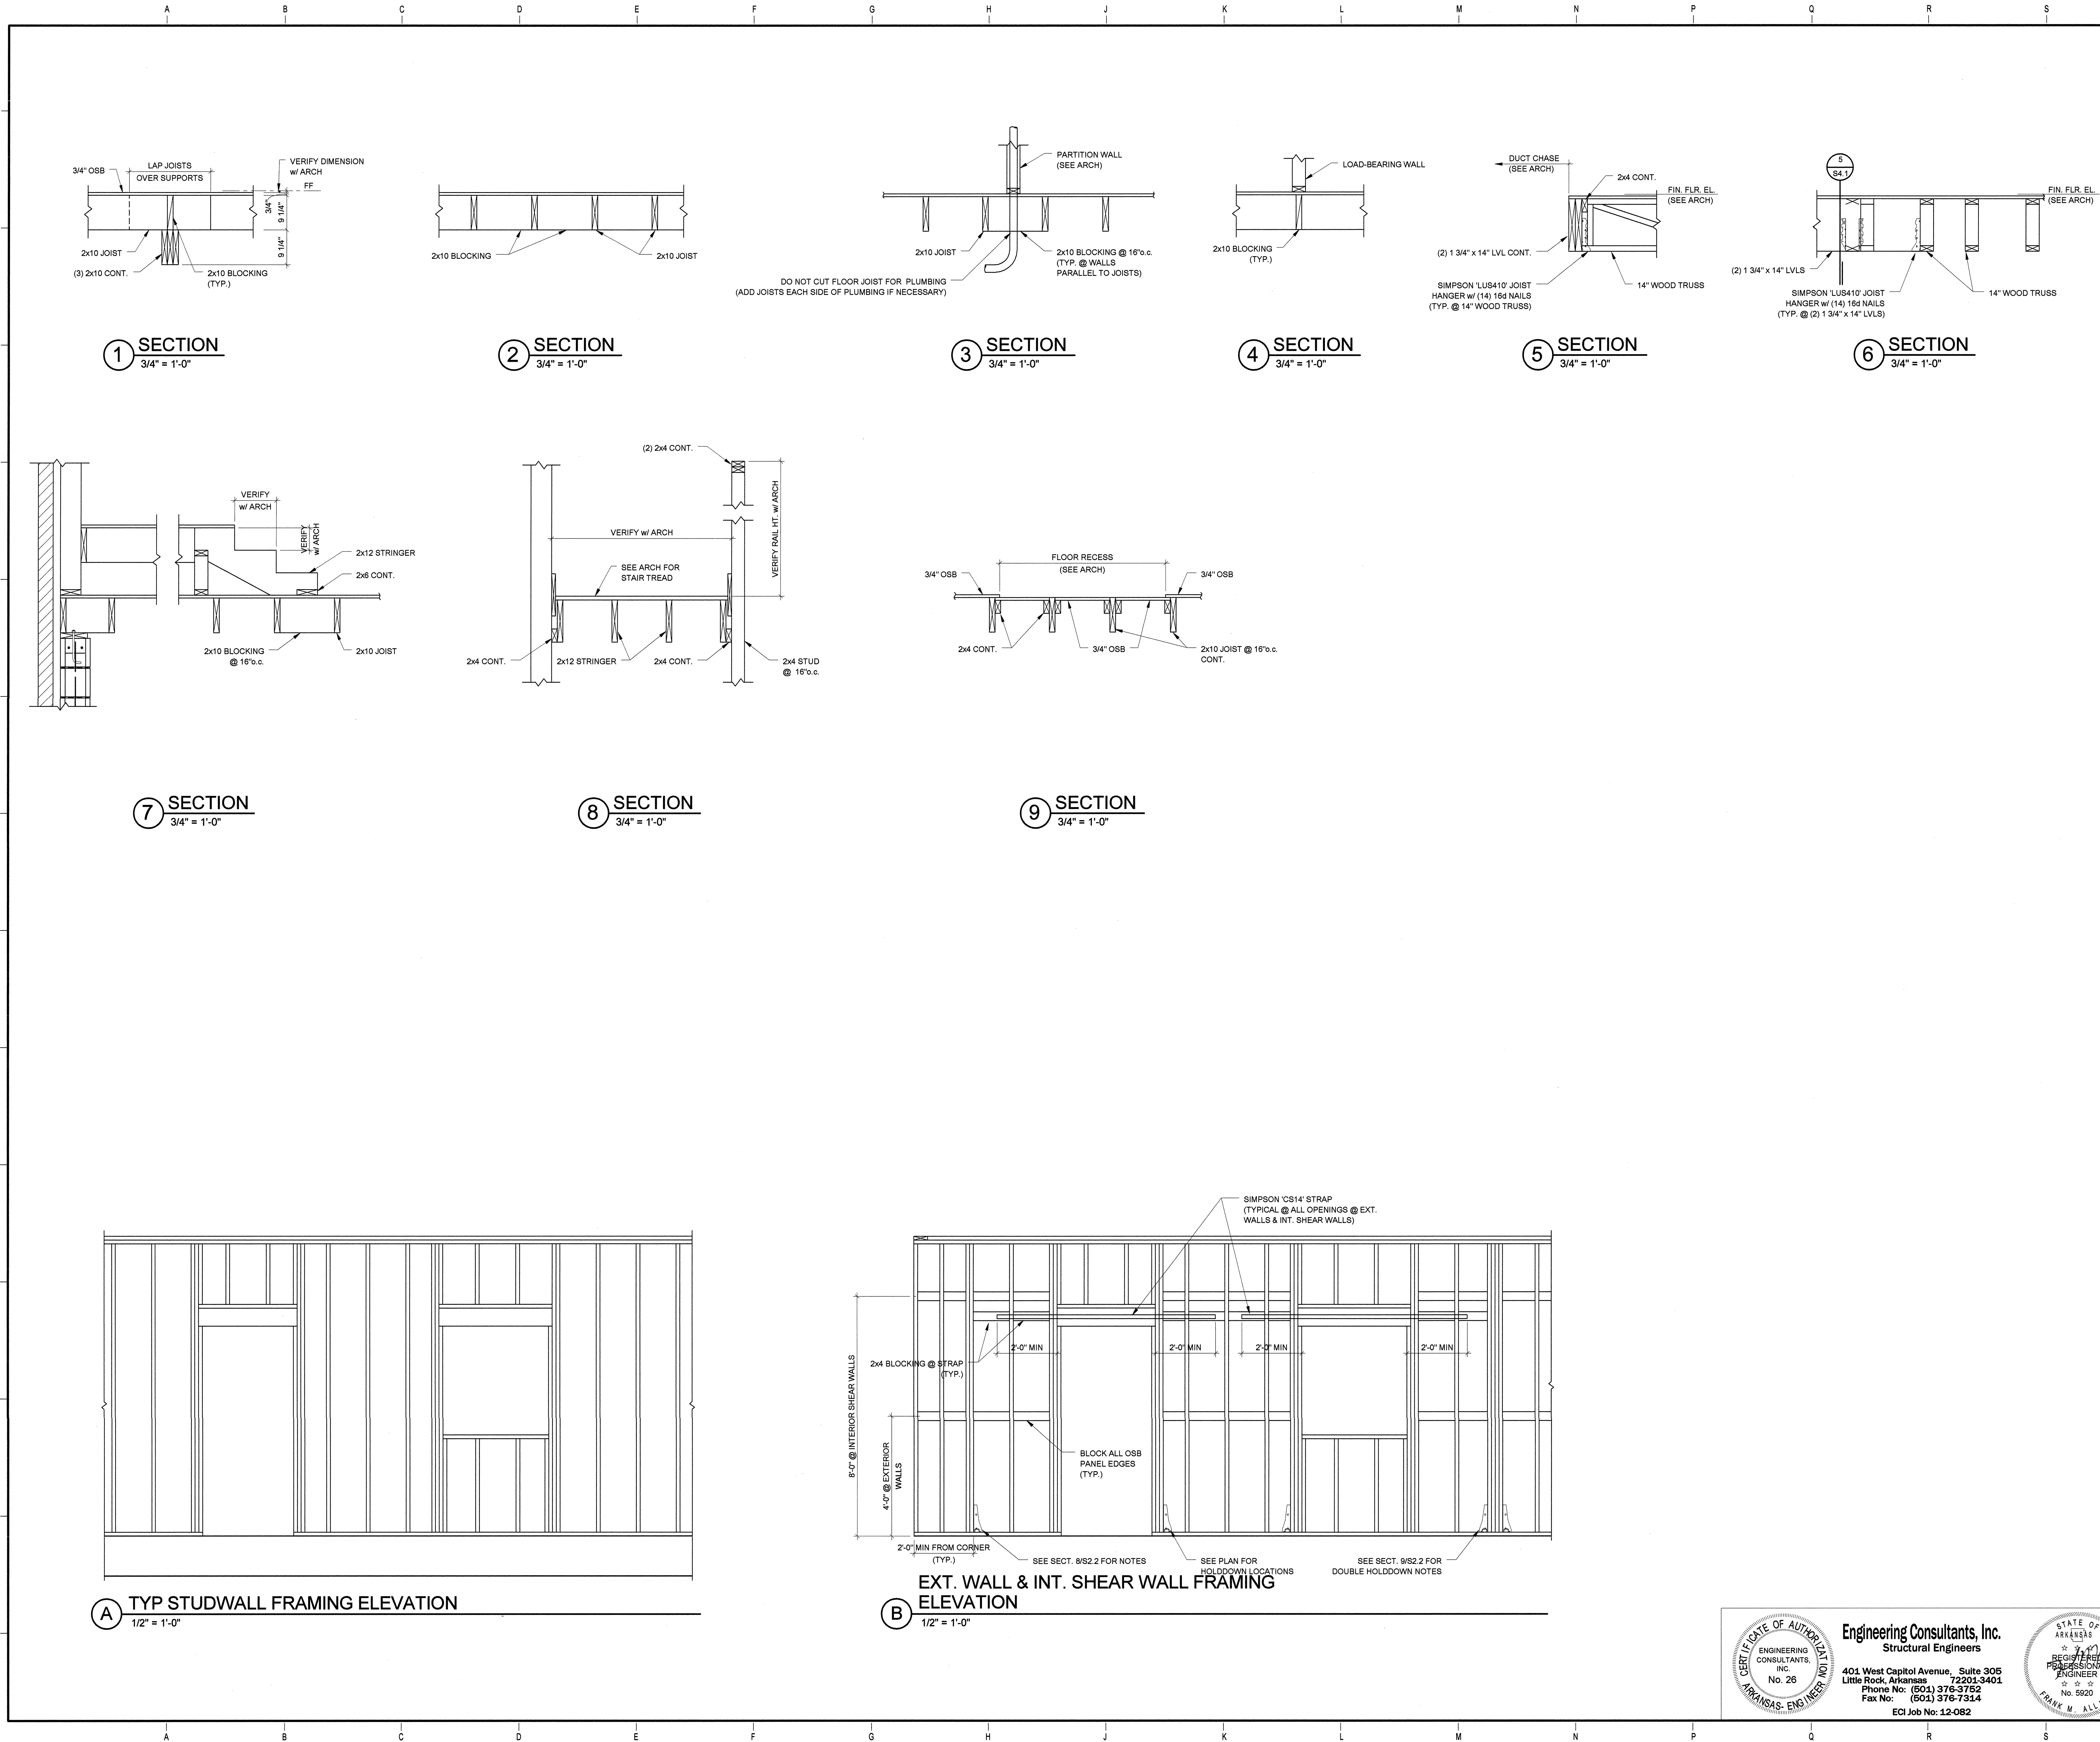 A B C D E F G H J K L M N P Q R S
3/4" OSB
LAP JOISTS
OVER SUPPORTS
VERIFY DIMENSION
w/ ARCH
FF
3/4"
9 1/4"
9 1/4"
2x10 JOIST
(3) 2x10 CONT.
2x10 BLOCKING
(TYP.)
1 SECTION
3/4" = 1'-0"
2x10 BLOCKING
2x10 JOIST
2 SECTION
3/4" = 1'-0"
PARTITION WALL
(SEE ARCH)
2x10 JOIST
2x10 BLOCKING @ 16"o.c.
(TYP. @ WALLS
PARALLEL TO JOISTS)
DO NOT CUT FLOOR JOIST FOR PLUMBING
(ADD JOISTS EACH SIDE OF PLUMBING IF NECESSARY)
3 SECTION
3/4" = 1'-0"
LOAD-BEARING WALL
2x10 BLOCKING
(TYP.)
4 SECTION
3/4" = 1'-0"
DUCT CHASE
(SEE ARCH)
2x4 CONT.
FIN. FLR. EL.
(SEE ARCH)
(2) 1 3/4" x 14" LVL CONT.
SIMPSON 'LUS410' JOIST
HANGER w/ (14) 16d NAILS
(TYP. @ 14" WOOD TRUSS)
14" WOOD TRUSS
5 SECTION
3/4" = 1'-0"
5
S4.1
FIN. FLR. EL.
(SEE ARCH)
(2) 1 3/4" x 14" LVLS
SIMPSON 'LUS410' JOIST
HANGER w/ (14) 16d NAILS
(TYP. @ (2) 1 3/4" x 14" LVLS)
14" WOOD TRUSS
6 SECTION
3/4" = 1'-0"
VERIFY
w/ ARCH
VERIFY
w/ ARCH
2x12 STRINGER
2x6 CONT.
2x10 BLOCKING
@ 16"o.c.
2x10 JOIST
7 SECTION
3/4" = 1'-0"
(2) 2x4 CONT.
VERIFY w/ ARCH
VERIFY RAIL HT. w/ ARCH
SEE ARCH FOR
STAIR TREAD
2x4 CONT.
2x12 STRINGER
2x4 CONT.
2x4 STUD
@ 16"o.c.
8 SECTION
3/4" = 1'-0"
FLOOR RECESS
(SEE ARCH)
3/4" OSB
3/4" OSB
2x4 CONT.
3/4" OSB
2x10 JOIST @ 16"o.c.
CONT.
9 SECTION
3/4" = 1'-0"
A TYP STUDWALL FRAMING ELEVATION
1/2" = 1'-0"
SIMPSON 'CS14' STRAP
(TYPICAL @ ALL OPENINGS @ EXT.
WALLS & INT. SHEAR WALLS)
2'-0" MIN
2'-0" MIN
2'-0" MIN
2'-0" MIN
2x4 BLOCKING @ STRAP
(TYP.)
8'-0" @ INTERIOR SHEAR WALLS
4'-0" @ EXTERIOR
WALLS
BLOCK ALL OSB
PANEL EDGES
(TYP.)
2'-0" MIN FROM CORNER
(TYP.)
SEE SECT. 8/S2.2 FOR NOTES
SEE PLAN FOR
HOLDDOWN LOCATIONS
SEE SECT. 9/S2.2 FOR
DOUBLE HOLDDOWN NOTES
EXT. WALL & INT. SHEAR WALL FRAMING
B ELEVATION
1/2" = 1'-0"
CERTIFICATE OF AUTHORIZATION
ENGINEERING
CONSULTANTS,
INC.
No. 26
ARKANSAS- ENGINEER
Engineering Consultants, Inc.
Structural Engineers
401 West Capitol Avenue, Suite 305
Little Rock, Arkansas 72201-3401
Phone No: (501) 376-3752
Fax No: (501) 376-7314
ECI Job No: 12-082
STATE OF
ARKANSAS
REGISTERED
PROFESSIONAL
ENGINEER
No. 5920
FRANK M.
A B C D E F G H J K L M N P Q R S